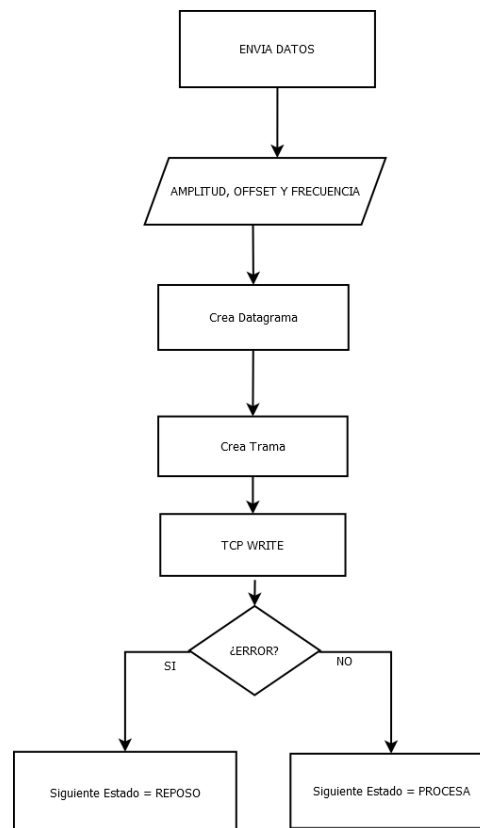 ENVIA DATOS
AMPLITUD, OFFSET Y FRECUENCIA
Crea Datagrama
Crea Trama
TCP WRITE
¿ERROR?
SI
NO
Siguiente Estado = REPOSO
Siguiente Estado = PROCESA